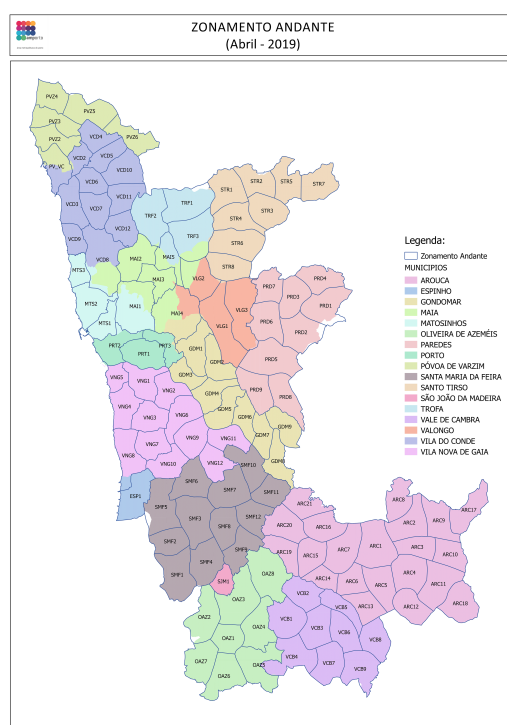 ZONAMENTO ANDANTE
(Abril - 2019)
PVZ4
PVZ5
PVZ3
PVZ2
PVZ6
VCD4
PV_VC
VCD2
VCD5
VCD10
VCD6
VCD3
VCD7
VCD11
VCD12
VCD9
VCD8
STR1
STR2
STR5
STR7
STR3
STR4
STR6
STR8
TRF1
TRF2
TRF3
MTS3
MTS2
MTS1
MAI2
MAI5
MAI3
MAI1
MAI4
VLG2
VLG3
VLG1
PRD7
PRD4
PRD3
PRD1
PRD6
PRD2
PRD5
PRD9
PRD8
PRT2
PRT1
PRT3
GDM1
GDM2
GDM3
GDM4
GDM5
GDM6
GDM9
GDM7
GDM8
VNG5
VNG1
VNG2
VNG4
VNG3
VNG8
VNG7
VNG9
VNG11
VNG8
VNG10
VNG12
ESP1
SMF10
SMF6
SMF7
SMF11
SMF5
SMF3
SMF12
SMF8
SMF2
SMF9
SMF4
SMF1
SJM1
ARC8
ARC17
ARC21
ARC9
ARC20
ARC16
ARC2
ARC19
ARC15
ARC7
ARC1
ARC3
ARC10
ARC14
ARC6
ARC5
ARC4
ARC11
ARC13
ARC12
ARC18
OAZ8
OAZ3
OAZ2
OAZ4
OAZ1
OAZ7
OAZ5
OAZ6
VCB2
VCB5
VCB1
VCB3
VCB6
VCB8
VCB4
VCB7
VCB9
Legenda:
Zonamento Andante
MUNICIPIOS
AROUCA
ESPINHO
GONDOMAR
MAIA
MATOSINHOS
OLIVEIRA DE AZEMÉIS
PAREDES
PORTO
PÓVOA DE VARZIM
SANTA MARIA DA FEIRA
SANTO TIRSO
SÃO JOÃO DA MADEIRA
TROFA
VALE DE CAMBRA
VALONGO
VILA DO CONDE
VILA NOVA DE GAIA